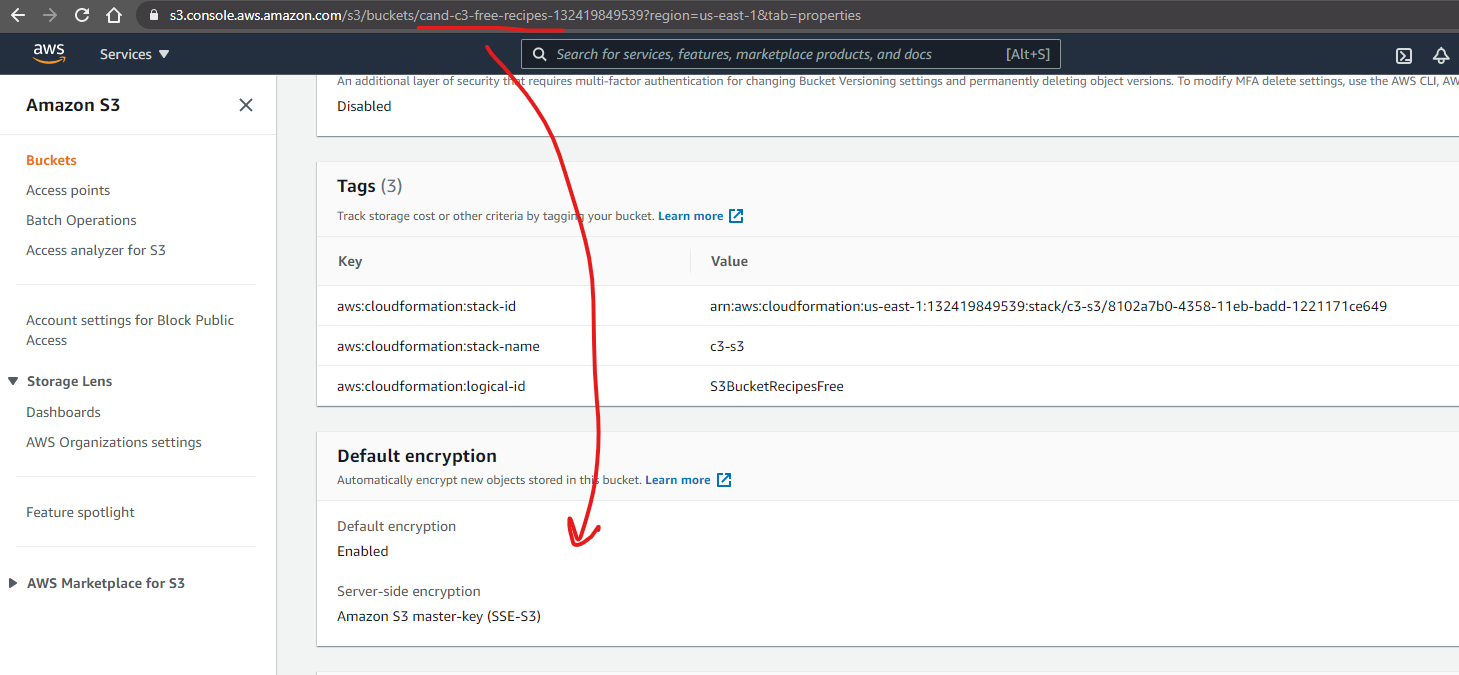 s3.console.aws.amazon.com/s3/buckets/cand-c3-free-recipes-132419849539?region=us-east-1&tab=properties
aws Services Search for services, features, marketplace products, and docs [Alt+S]
Amazon S3
Buckets
Access points
Batch Operations
Access analyzer for S3
Account settings for Block Public
Access
Storage Lens
Dashboards
AWS Organizations settings
Feature spotlight
AWS Marketplace for S3
An additional layer of security that requires multi-factor authentication for changing Bucket Versioning settings and permanently deleting object versions. To modify MFA delete settings, use the AWS CLI, AW
Disabled
Tags (3)
Track storage cost or other criteria by tagging your bucket. Learn more
Key Value
aws:cloudformation:stack-id arn:aws:cloudformation:us-east-1:132419849539:stack/c3-s3/8102a7b0-4358-11eb-badd-1221171ce649
aws:cloudformation:stack-name c3-s3
aws:cloudformation:logical-id S3BucketRecipesFree
Default encryption
Automatically encrypt new objects stored in this bucket. Learn more
Default encryption
Enabled
Server-side encryption
Amazon S3 master-key (SSE-S3)